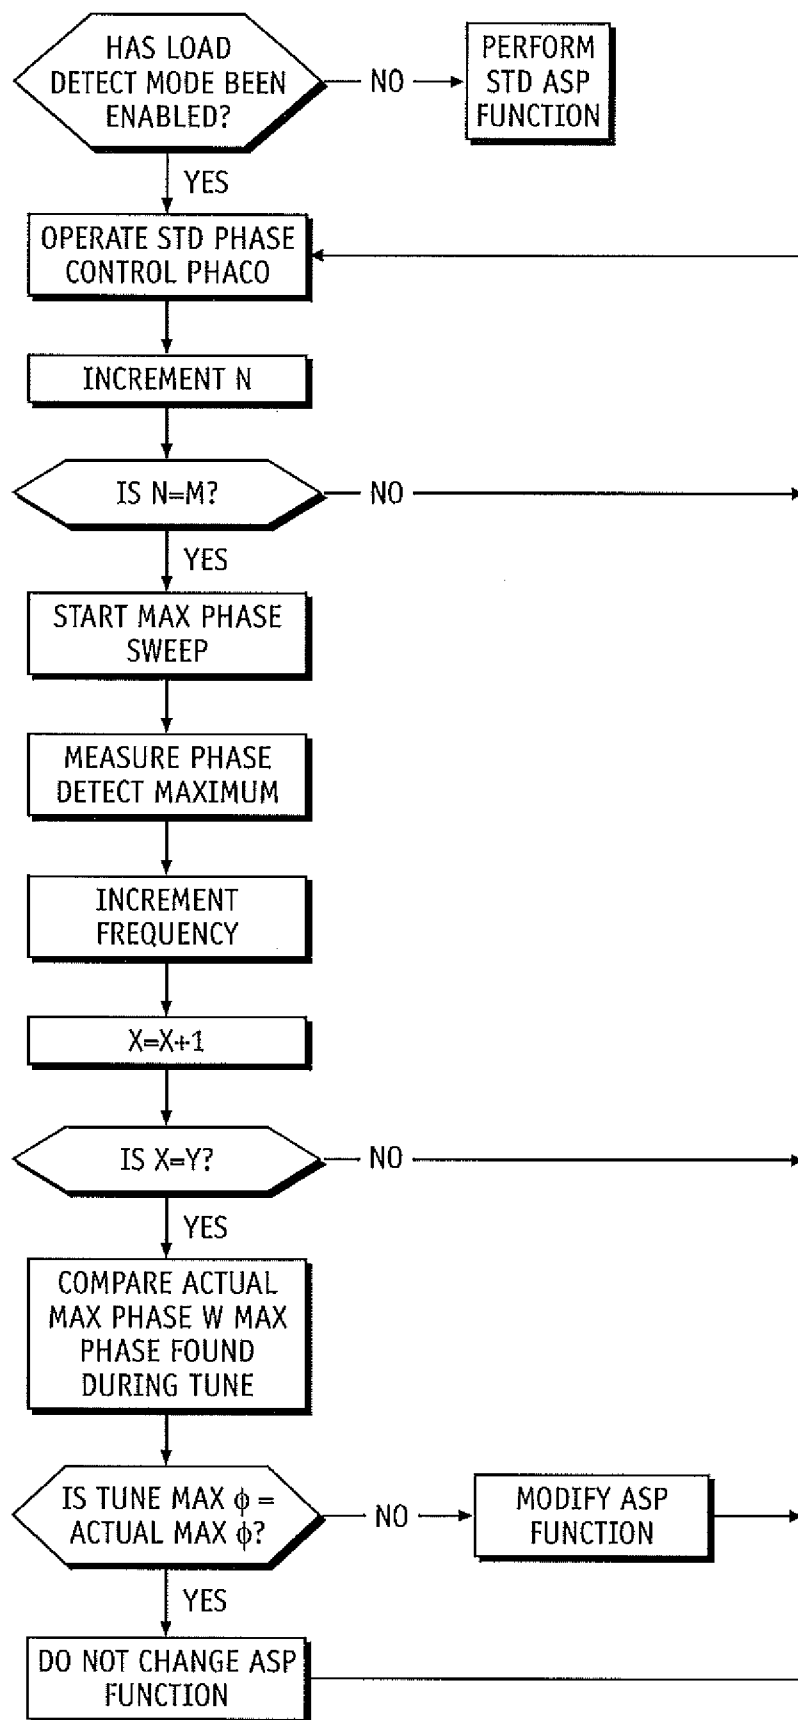 HAS LOAD
DETECT MODE BEEN
ENABLED?
NO
PERFORM
STD ASP
FUNCTION
YES
OPERATE STD PHASE
CONTROL PHACO
INCREMENT N
IS N=M?
NO
YES
START MAX PHASE
SWEEP
MEASURE PHASE
DETECT MAXIMUM
INCREMENT
FREQUENCY
X=X+1
IS X=Y?
NO
YES
COMPARE ACTUAL
MAX PHASE W MAX
PHASE FOUND
DURING TUNE
IS TUNE MAX ϕ =
ACTUAL MAX ϕ?
NO
MODIFY ASP
FUNCTION
YES
DO NOT CHANGE ASP
FUNCTION